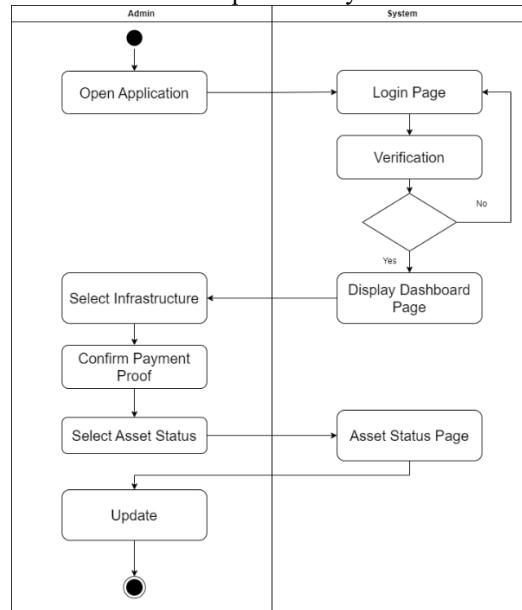 Admin
System
Open Application
Login Page
Verification
No
Yes
Select Infrastructure
Display Dashboard
Page
Confirm Payment
Proof
Select Asset Status
Asset Status Page
Update